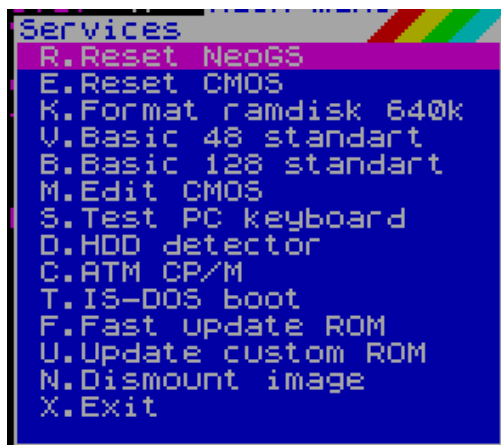 Services
R.Reset NeoGS
E.Reset CMOS
K.Format ramdisk 640k
V.Basic 48 standart
B.Basic 128 standart
M.Edit CMOS
S.Test PC keyboard
D.HDD detector
C.ATM CP/M
T.IS-DOS boot
F.Fast update ROM
U.Update custom ROM
N.Dismount image
X.Exit